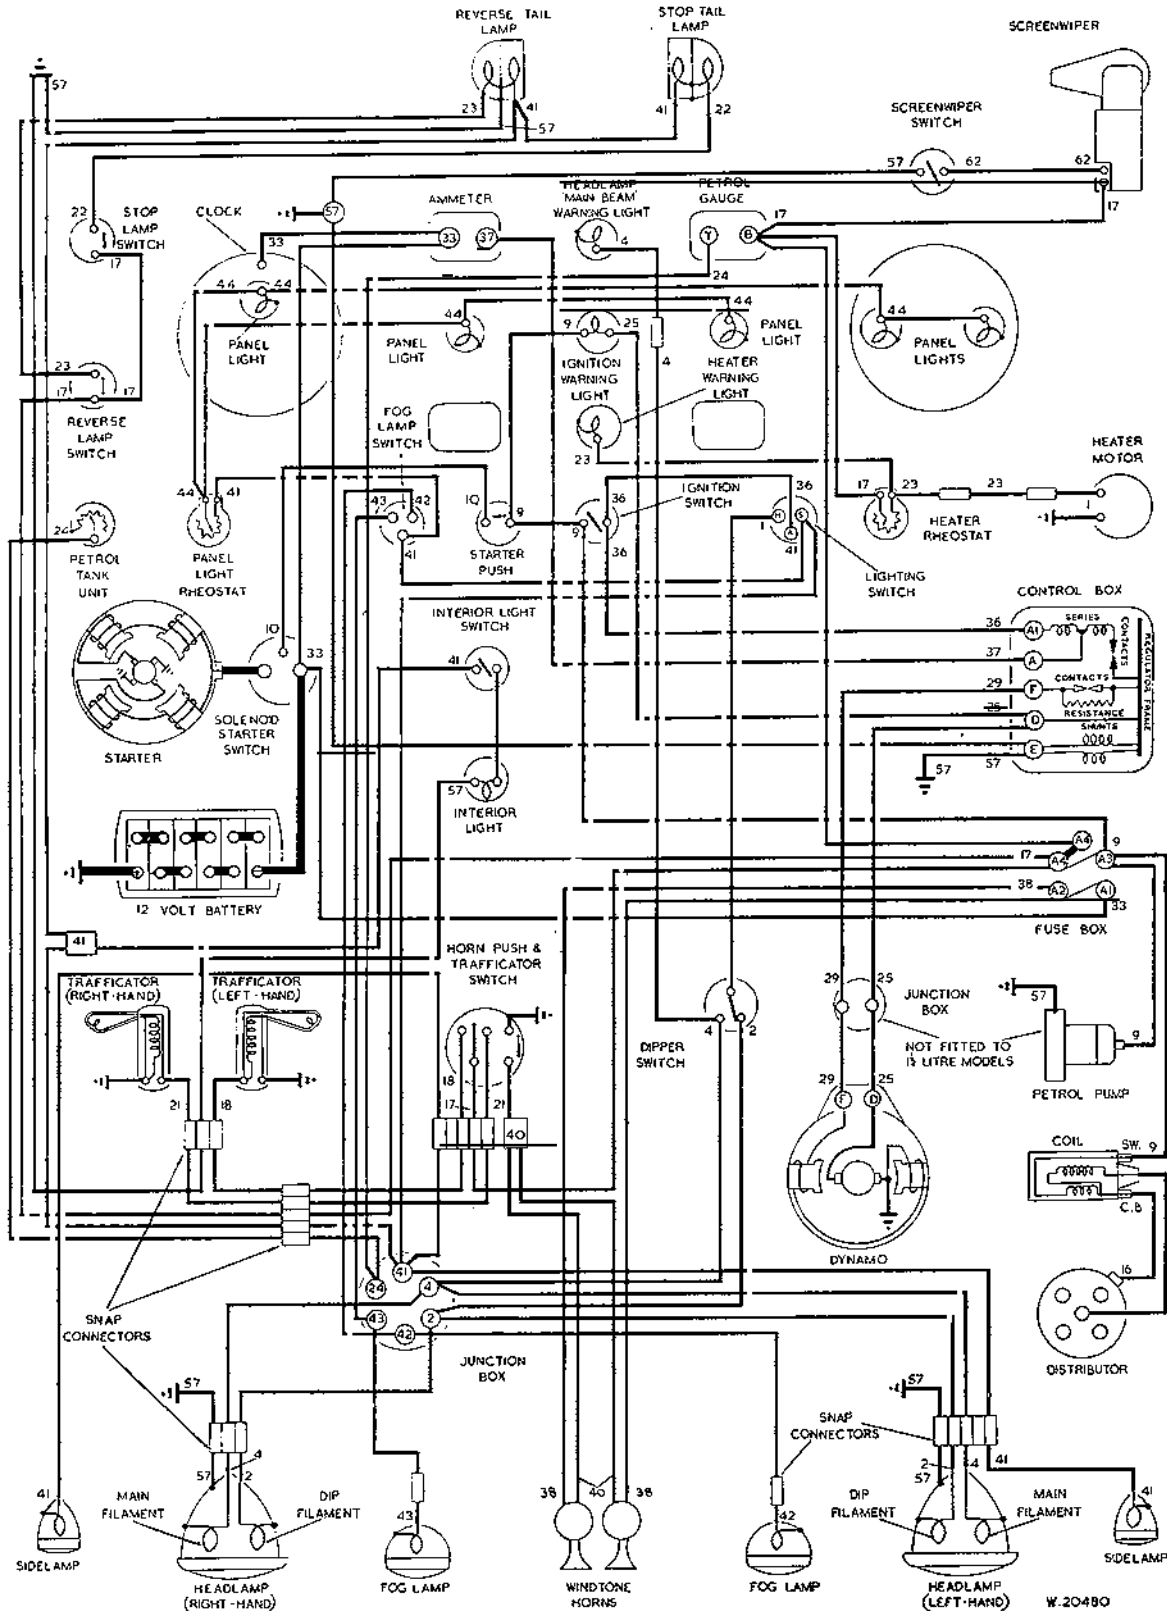 REVERSE TAIL
LAMP
STOP TAIL
LAMP
SCREENWIPER
57
23
41
57
41
22
SCREENWIPER
SWITCH
57
62
62
17
22
STOP
LAMP
SWITCH
17
CLOCK
57
33
AMMETER
33
37
HEADLAMP
'MAIN BEAM'
WARNING LIGHT
4
PETROL
GAUGE
Y
B
17
24
44
44
PANEL
LIGHT
44
PANEL
LIGHT
9
25
IGNITION
WARNING
LIGHT
4
44
PANEL
LIGHT
HEATER
WARNING
LIGHT
44
PANEL
LIGHTS
23
17
17
REVERSE
LAMP
SWITCH
FOG
LAMP
SWITCH
23
HEATER
MOTOR
44
41
43
42
41
10
9
STARTER
PUSH
36
9
36
IGNITION
SWITCH
36
H
S
A
1
41
LIGHTING
SWITCH
17
23
23
HEATER
RHEOSTAT
1
24
PETROL
TANK
UNIT
PANEL
LIGHT
RHEOSTAT
INTERIOR LIGHT
SWITCH
41
CONTROL BOX
36
A1
SERIES
CONTACTS
37
A
29
F
CONTACTS
RESISTANCE
25
D
SHUNTS
57
E
57
REGULATOR FRAME
10
33
SOLENOID
STARTER
SWITCH
STARTER
57
INTERIOR
LIGHT
12 VOLT BATTERY
A4
9
17
A4
A3
38
A2
A1
33
FUSE BOX
41
HORN PUSH &
TRAFFICATOR
SWITCH
TRAFFICATOR
(RIGHT-HAND)
TRAFFICATOR
(LEFT-HAND)
4
2
DIPPER
SWITCH
29
25
JUNCTION
BOX
NOT FITTED TO
1½ LITRE MODELS
57
9
PETROL PUMP
21
18
18
17
21
40
29
25
F
D
DYNAMO
COIL
SW.
9
C.B
16
DISTRIBUTOR
SNAP
CONNECTORS
24
41
4
43
42
2
JUNCTION
BOX
57
57
SNAP
CONNECTORS
57
4
2
2
57
4
41
41
MAIN
FILAMENT
DIP
FILAMENT
43
38
40
38
42
DIP
FILAMENT
MAIN
FILAMENT
41
SIDELAMP
HEADLAMP
(RIGHT-HAND)
FOG LAMP
WINDTONE
HORNS
FOG LAMP
HEADLAMP
(LEFT-HAND)
SIDELAMP
W.20480